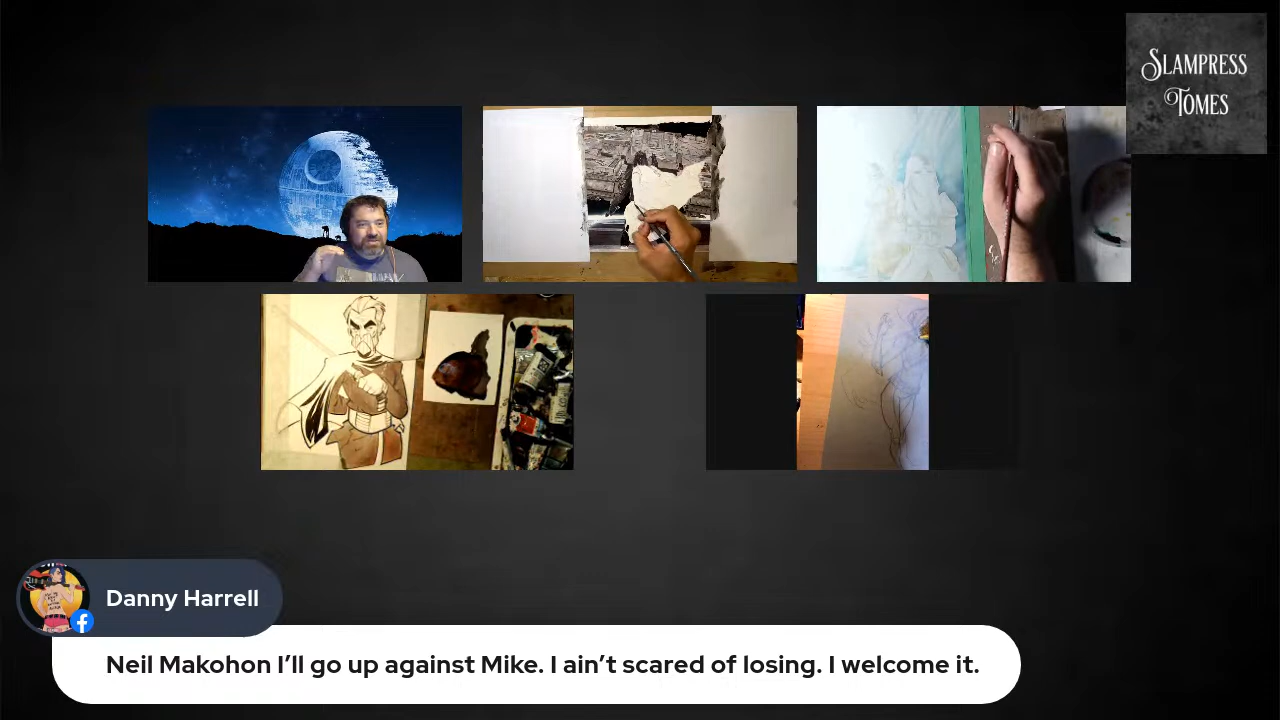 SLAMPRESS
TOMES
Danny Harrell
Neil Makohon I’ll go up against Mike. I ain’t scared of losing. I welcome it.